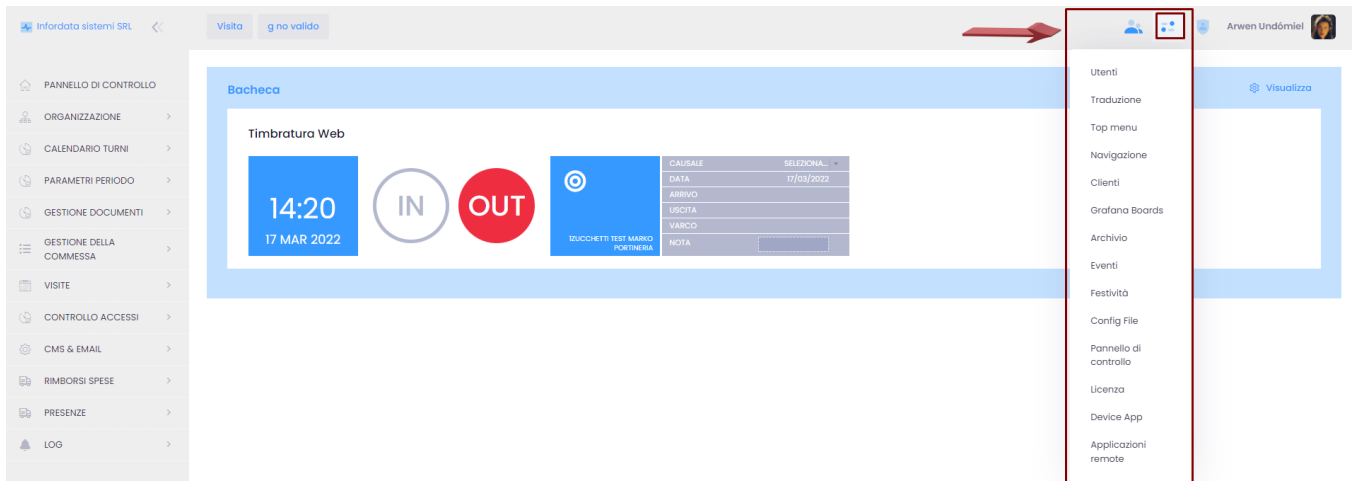 Infordata sistemi SRL
Visita
g no valido
Arwen Undómiel
PANNELLO DI CONTROLLO
ORGANIZZAZIONE
CALENDARIO TURNI
PARAMETRI PERIODO
GESTIONE DOCUMENTI
GESTIONE DELLA
COMMESSA
VISITE
CONTROLLO ACCESSI
CMS & EMAIL
RIMBORSI SPESE
PRESENZE
LOG
Bacheca
Visualizza
Timbratura Web
14:20
17 MAR 2022
IN
OUT
IZUCCHETTI TEST MARKO
PORTINERIA
CAUSALE SELEZIONA...
DATA 17/03/2022
ARRIVO
USCITA
VARCO
NOTA
Utenti
Traduzione
Top menu
Navigazione
Clienti
Grafana Boards
Archivio
Eventi
Festività
Config File
Pannello di
controllo
Licenza
Device App
Applicazioni
remote